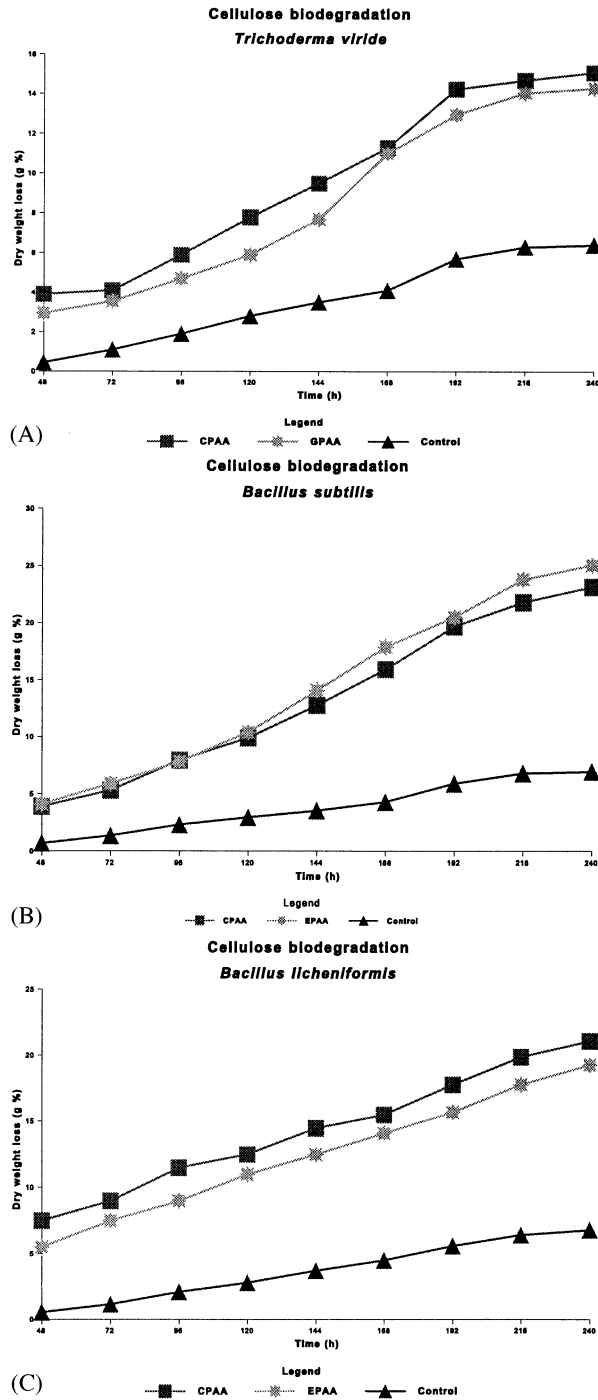 Cellulose biodegradation
Trichoderma viride
Dry weight loss (g %)
16
14
12
10
8
6
4
2
0
48 72 96 120 144 168 192 216 240
Time (h)
Legend
(A)
CPAA GPAA Control
Cellulose biodegradation
Bacillus subtilis
Dry weight loss (g %)
30
25
20
15
10
5
0
48 72 96 120 144 168 192 216 240
Time (h)
Legend
(B)
CPAA EPAA Control
Cellulose biodegradation
Bacillus licheniformis
Dry weight loss (g %)
25
20
15
10
5
0
48 72 96 120 144 168 192 216 240
Time (h)
Legend
(C)
CPAA EPAA Control